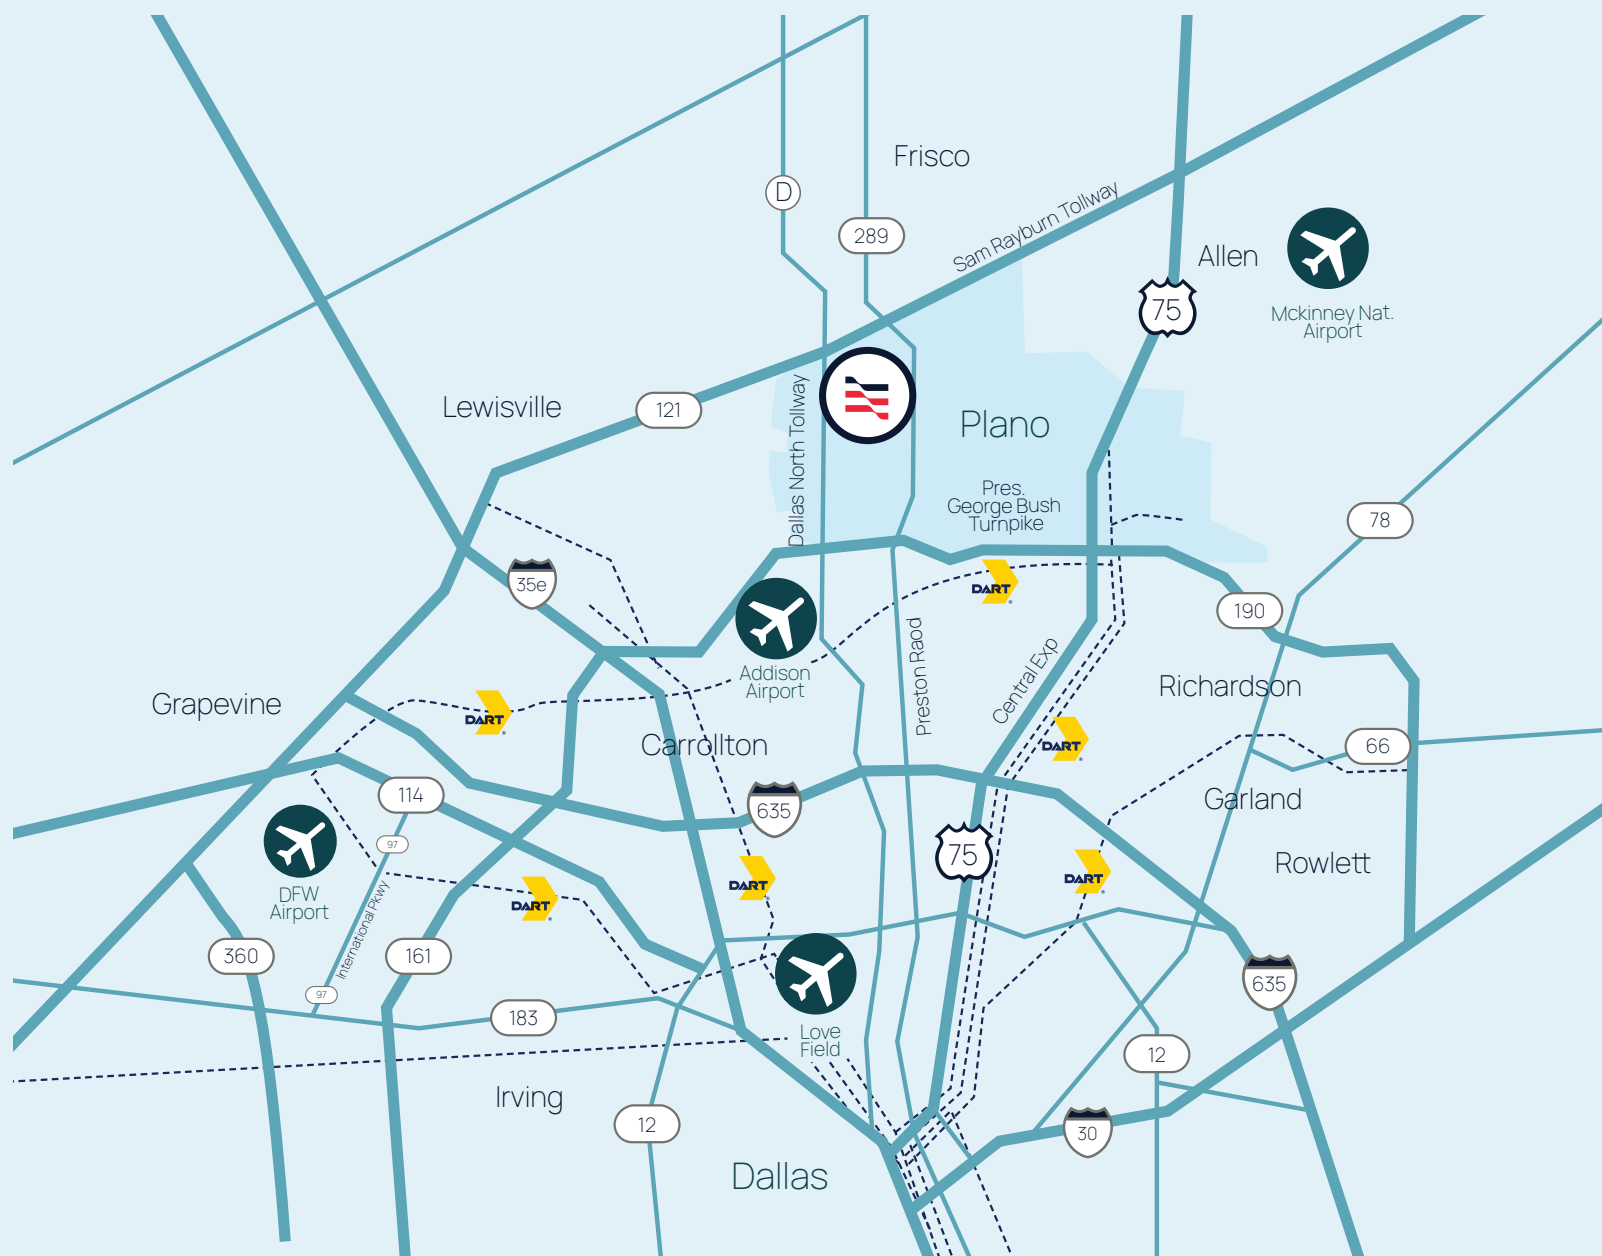 Frisco
D
289
Sam Rayburn Tollway
Allen
75
Mckinney Nat.
Airport
Lewisville
121
Dallas North Tollway
Plano
Pres.
George Bush
Turnpike
78
35e
DART
190
Addison
Airport
Preston Raod
Central Exp
Richardson
Grapevine
DART
Carrollton
DART
66
114
635
Garland
97
75
DFW
Airport
International Pkwy
DART
DART
DART
Rowlett
360
161
97
183
Love
Field
635
12
Irving
12
30
Dallas